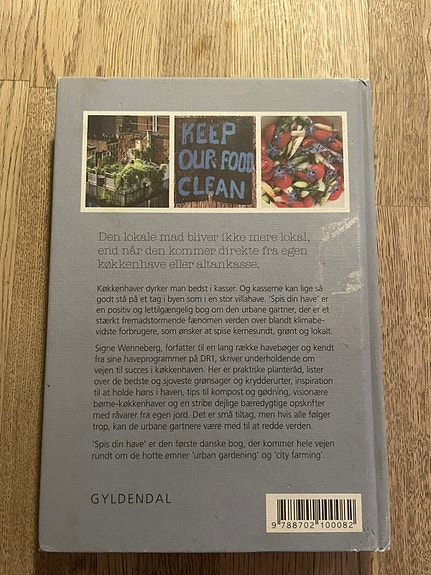 KEEP
OUR FOOD
CLEAN
Den lokale mad bliver ikke mere lokal,
end når den kommer direkte fra egen
køkkenhave eller altankasse.
Køkkenhaver dyrker man bedst i kasser. Og kasserne kan lige så
godt stå på et tag i byen som i en stor villahave. 'Spis din have' er
en positiv og lettilgængelig bog om den urbane gartner, der er et
stærkt fremadstormende fænomen verden over blandt klimabe-
vidste forbrugere, som ønsker at spise kernesundt, grønt og lokalt.
Signe Wenneberg, forfatter til en lang række havebøger og kendt
fra sine haveprogrammer på DR1, skriver underholdende om
vejen til succes i køkkenhaven. Her er praktiske planteråd, lister
over de bedste og sjoveste grøntsager og krydderurter, inspiration
til at holde høns i haven, tips til kompost og gødning, visionære
børne-køkkenhaver og en stribe dejlige bæredygtige opskrifter
med råvarer fra egen jord. Det er små tiltag, men hvis alle følger
trop, kan de urbane gartnere være med til at redde verden.
'Spis din have' er den første danske bog, der kommer hele vejen
rundt om de hotte emner 'urban gardening' og 'city farming'.
GYLDENDAL
9 788702 100082